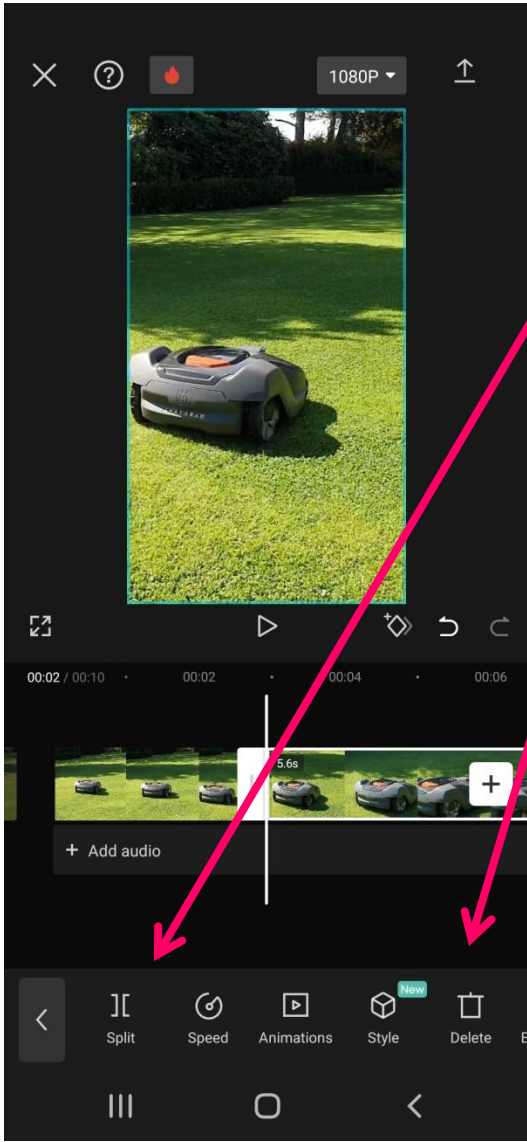 1080P
00:02 / 00:10
00:02
00:04
00:06
5.6s
+ Add audio
New
Split
Speed
Animations
Style
Delete